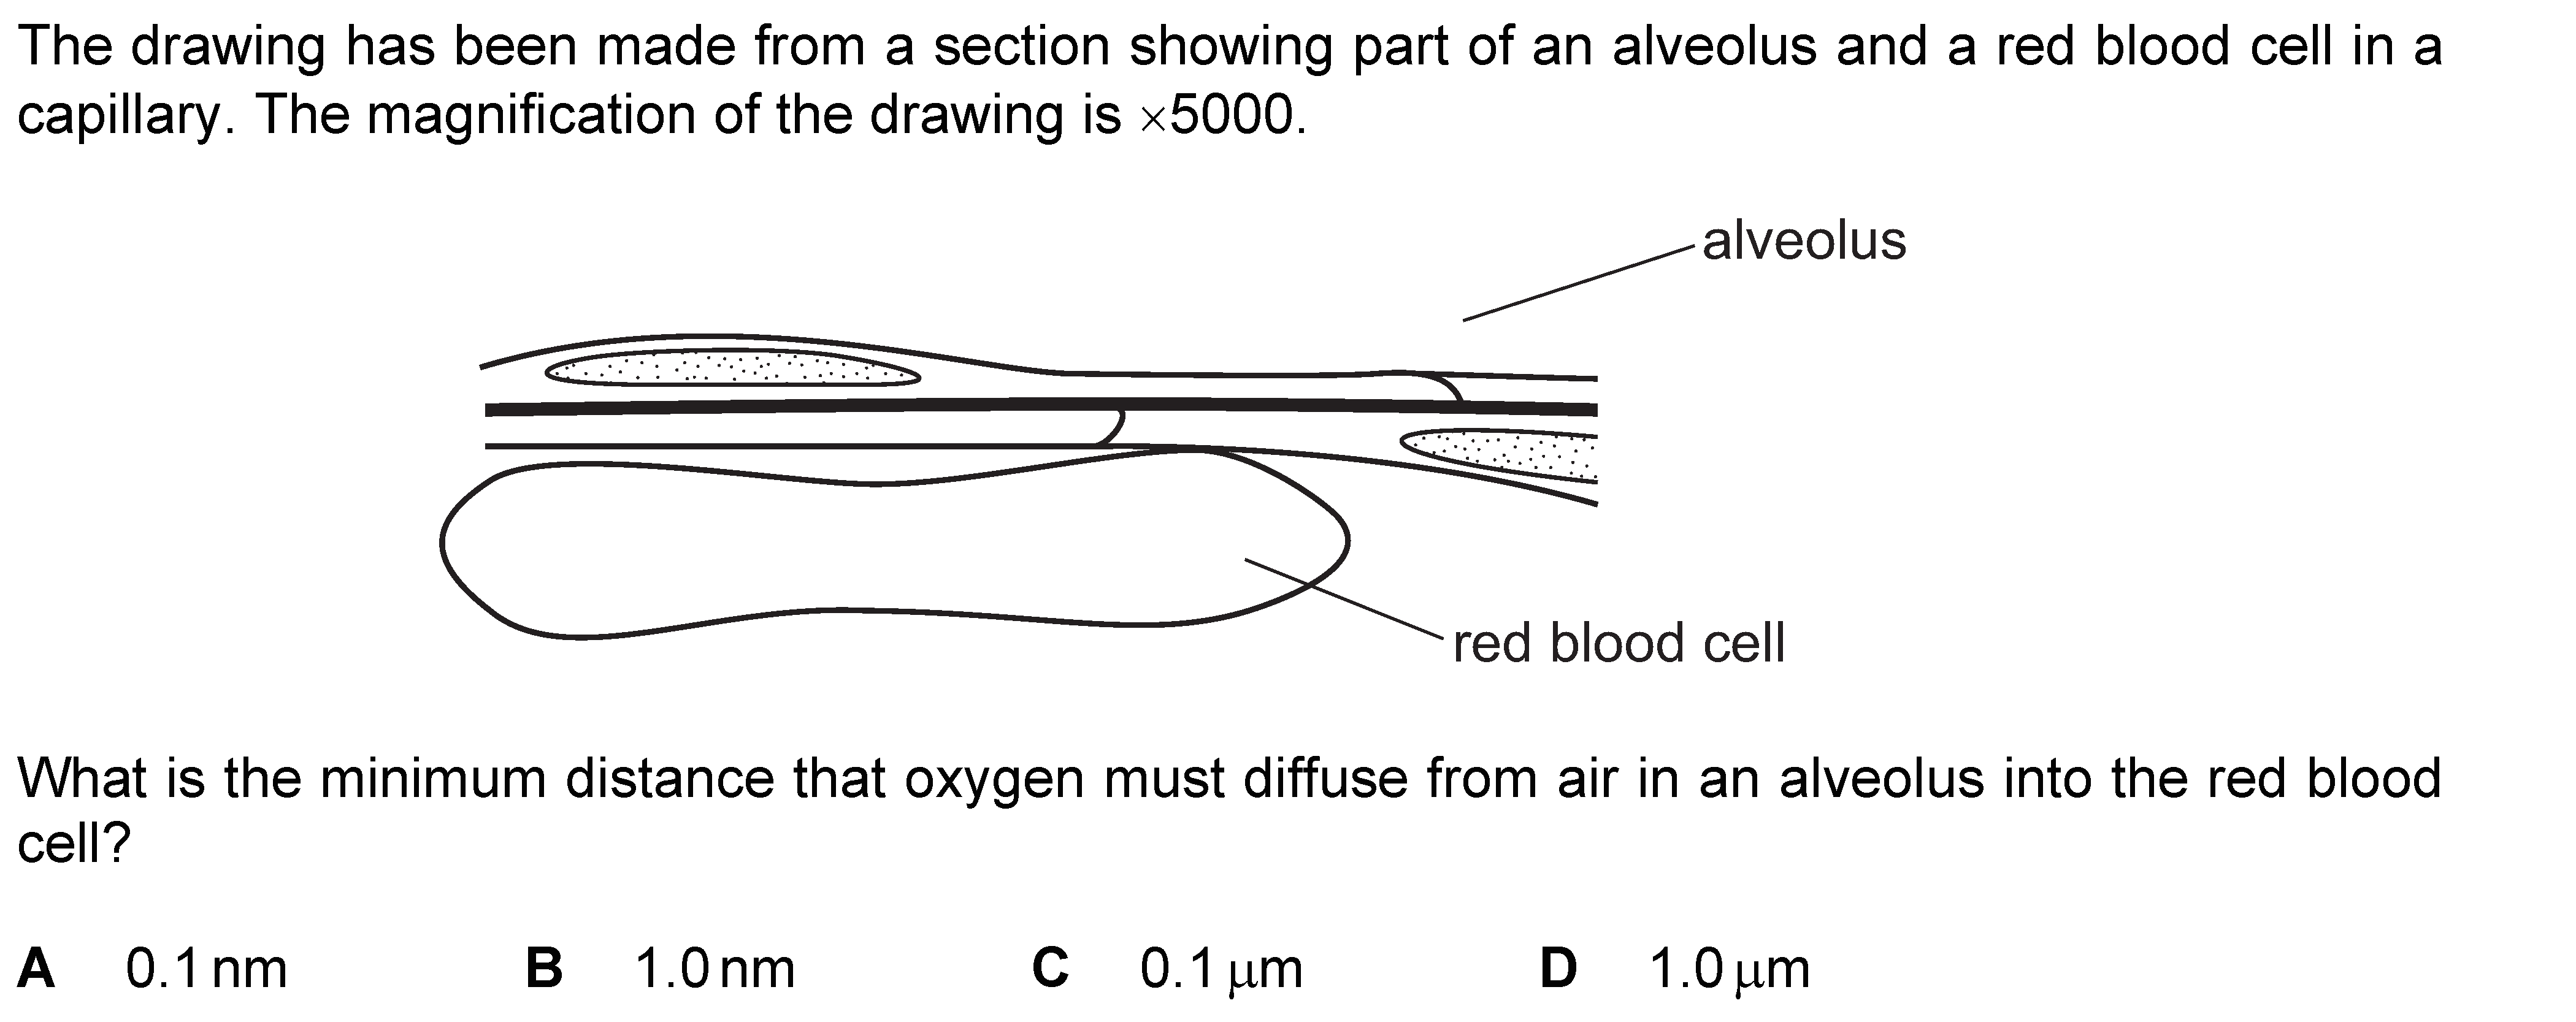 The drawing has been made from a section showing part of an alveolus and a red blood cell in a
capillary. The magnification of the drawing is ×5000.
alveolus
red blood cell
What is the minimum distance that oxygen must diffuse from air in an alveolus into the red blood
cell?
A 0.1 nm B 1.0 nm C 0.1 μm D 1.0 μm